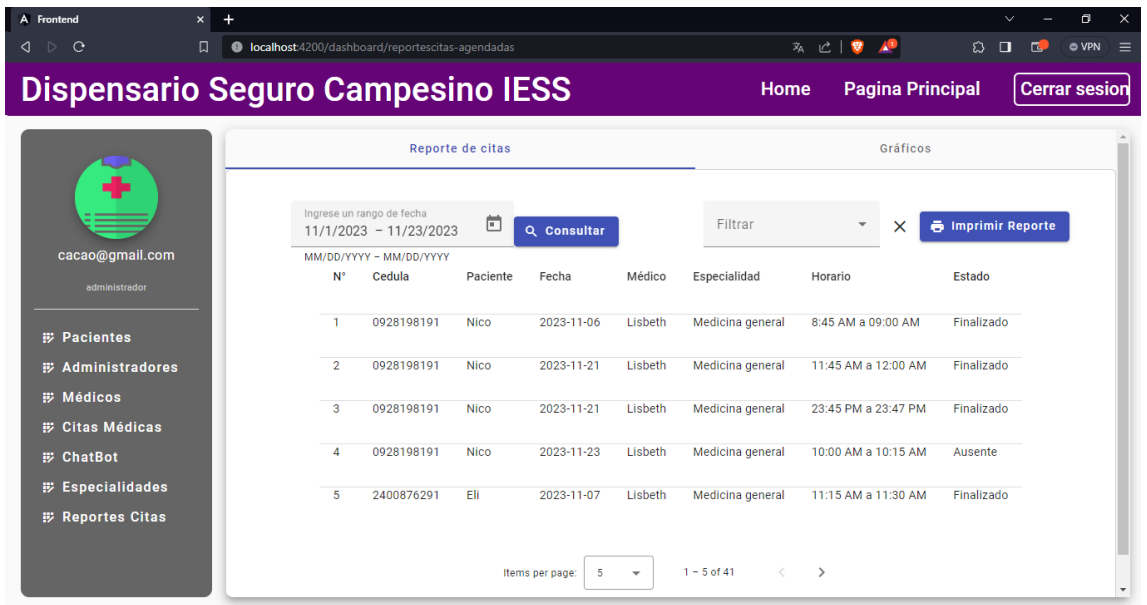 Frontend
localhost:4200/dashboard/reportescitas-agendadas
VPN
Dispensario Seguro Campesino IESS
Home
Pagina Principal
Cerrar sesion
cacao@gmail.com
administrador
Pacientes
Administradores
Médicos
Citas Médicas
ChatBot
Especialidades
Reportes Citas
Reporte de citas
Gráficos
Ingrese un rango de fecha
11/1/2023 – 11/23/2023
MM/DD/YYYY – MM/DD/YYYY
Consultar
Filtrar
Imprimir Reporte
N° Cedula Paciente Fecha Médico Especialidad Horario Estado
1 0928198191 Nico 2023-11-06 Lisbeth Medicina general 8:45 AM a 09:00 AM Finalizado
2 0928198191 Nico 2023-11-21 Lisbeth Medicina general 11:45 AM a 12:00 AM Finalizado
3 0928198191 Nico 2023-11-21 Lisbeth Medicina general 23:45 PM a 23:47 PM Finalizado
4 0928198191 Nico 2023-11-23 Lisbeth Medicina general 10:00 AM a 10:15 AM Ausente
5 2400876291 Eli 2023-11-07 Lisbeth Medicina general 11:15 AM a 11:30 AM Finalizado
Items per page: 5 1 – 5 of 41